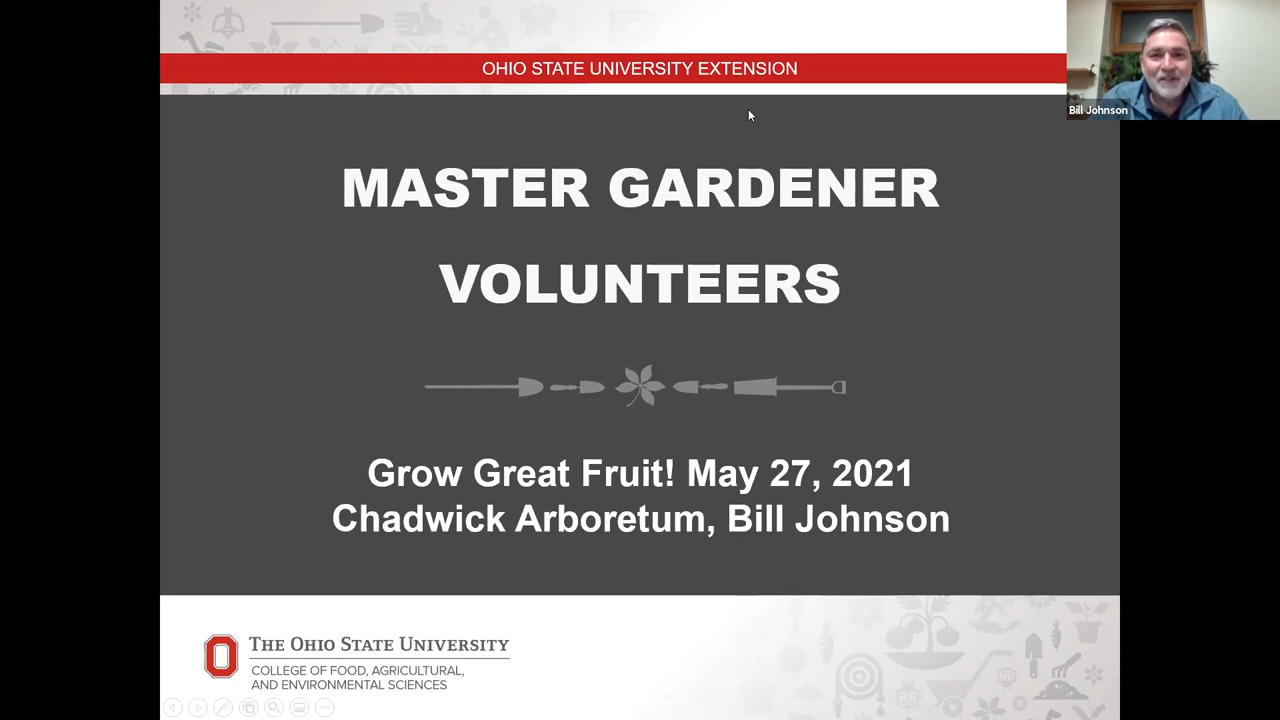 OHIO STATE UNIVERSITY EXTENSION
Bill Johnson
MASTER GARDENER
VOLUNTEERS
Grow Great Fruit! May 27, 2021
Chadwick Arboretum, Bill Johnson
THE OHIO STATE UNIVERSITY
COLLEGE OF FOOD, AGRICULTURAL,
AND ENVIRONMENTAL SCIENCES